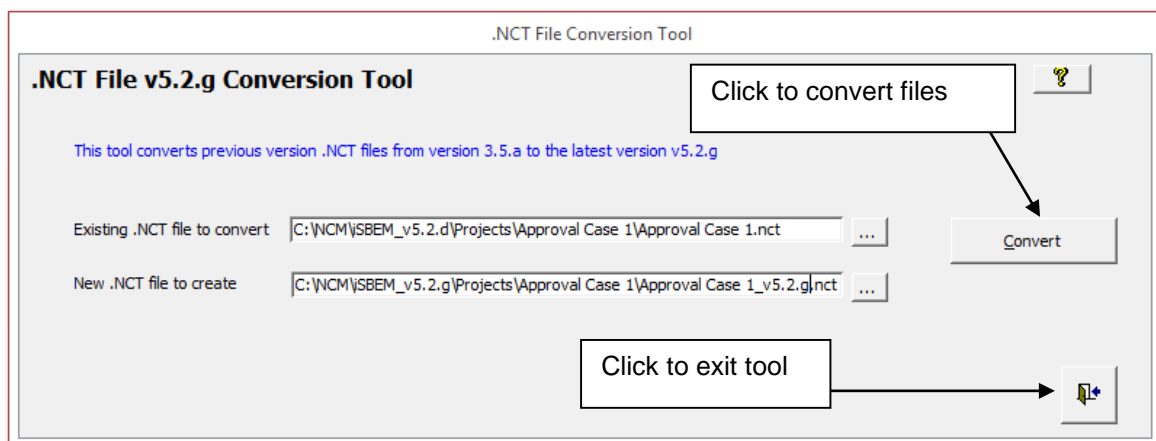 .NCT File Conversion Tool
.NCT File v5.2.g Conversion Tool
?
Click to convert files
This tool converts previous version .NCT files from version 3.5.a to the latest version v5.2.g
Existing .NCT file to convert C:\NCM\iSBEM_v5.2.d\Projects\Approval Case 1\Approval Case 1.nct ...
Convert
New .NCT file to create C:\NCM\iSBEM_v5.2.g\Projects\Approval Case 1\Approval Case 1_v5.2.g.nct ...
Click to exit tool